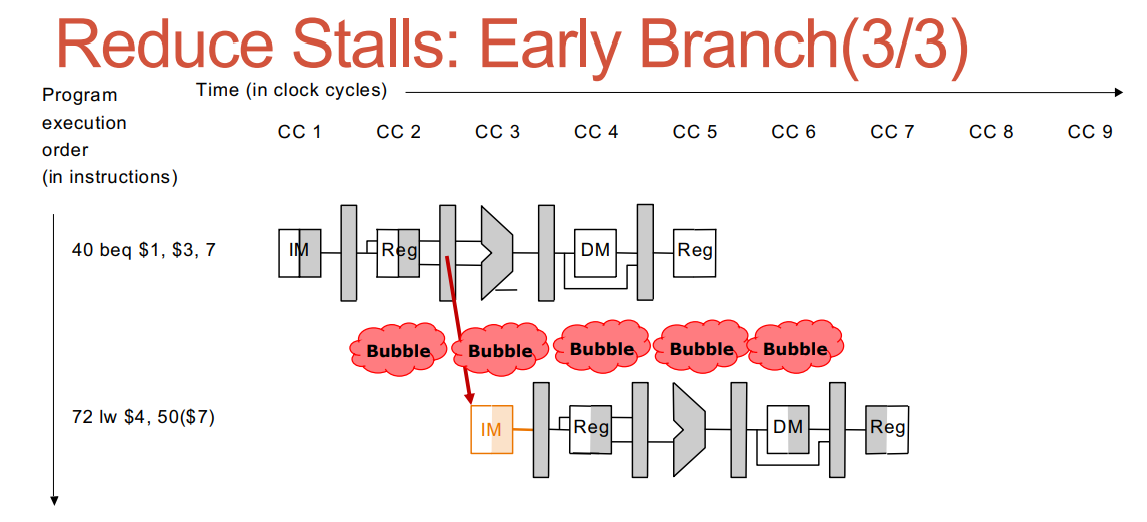 Reduce Stalls: Early Branch(3/3)
Time (in clock cycles)
Program
execution
order
(in instructions)
CC 1 CC 2 CC 3 CC 4 CC 5 CC 6 CC 7 CC 8 CC 9
40 beq $1, $3, 7
IM Reg DM Reg
Bubble Bubble Bubble Bubble Bubble
72 lw $4, 50($7)
IM Reg DM Reg